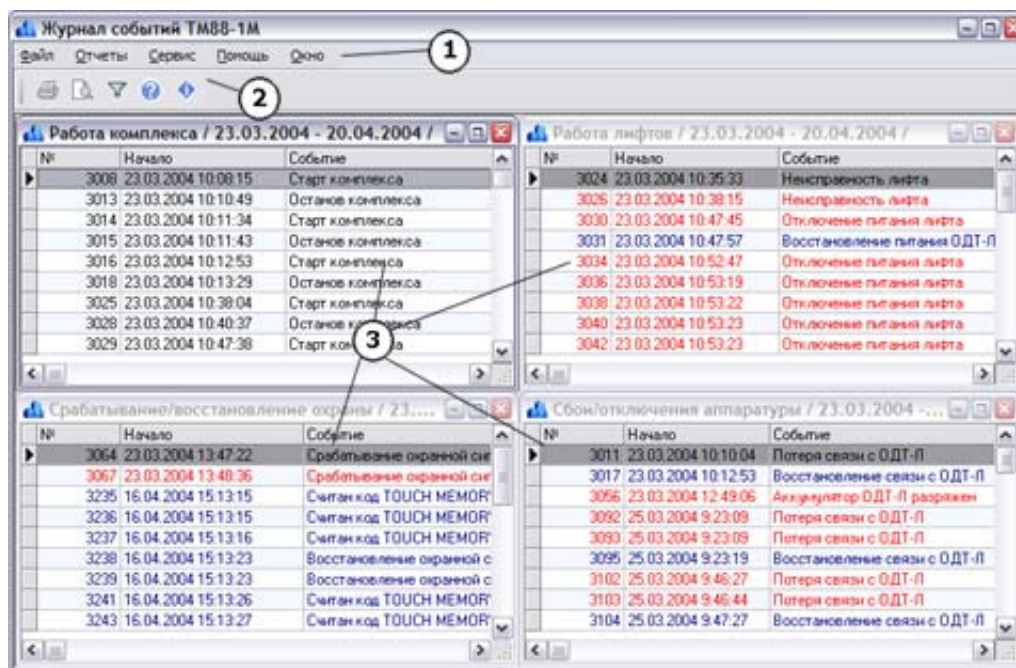 Журнал событий ТМ88-1М
Файл Отчеты Сервис Помощь Окно
1
2
Работа комплекса / 23.03.2004 - 20.04.2004 /
№ Начало Событие
3008 23.03.2004 10:08:15 Старт комплекса
3013 23.03.2004 10:10:49 Останов комплекса
3014 23.03.2004 10:11:34 Старт комплекса
3015 23.03.2004 10:11:43 Останов комплекса
3016 23.03.2004 10:12:53 Старт комплекса
3018 23.03.2004 10:13:29 Останов комплекса
3025 23.03.2004 10:38:04 Старт комплекса
3028 23.03.2004 10:40:37 Останов комплекса
3029 23.03.2004 10:47:38 Старт комплекса
Работа лифтов / 23.03.2004 - 20.04.2004 /
№ Начало Событие
3024 23.03.2004 10:35:33 Неисправность лифта
3026 23.03.2004 10:38:15 Неисправность лифта
3030 23.03.2004 10:47:45 Отключение питания лифта
3031 23.03.2004 10:47:57 Восстановление питания ОДТ-Л
3034 23.03.2004 10:52:47 Отключение питания лифта
3036 23.03.2004 10:53:19 Отключение питания лифта
3038 23.03.2004 10:53:22 Отключение питания лифта
3040 23.03.2004 10:53:23 Отключение питания лифта
3042 23.03.2004 10:53:23 Отключение питания лифта
3
Срабатывание/восстановление охраны / 23....
№ Начало Событие
3064 23.03.2004 13:47:22 Срабатывание охранной сиг
3067 23.03.2004 13:48:36 Срабатывание охранной сиг
3235 16.04.2004 15:13:15 Считан код TOUCH MEMORY
3236 16.04.2004 15:13:15 Считан код TOUCH MEMORY
3237 16.04.2004 15:13:16 Считан код TOUCH MEMORY
3238 16.04.2004 15:13:23 Восстановление охранной с
3239 16.04.2004 15:13:23 Восстановление охранной с
3241 16.04.2004 15:13:26 Считан код TOUCH MEMORY
3243 16.04.2004 15:13:27 Считан код TOUCH MEMORY
Сбои/отключения аппаратуры / 23.03.2004 -...
№ Начало Событие
3011 23.03.2004 10:10:04 Потеря связи с ОДТ-Л
3017 23.03.2004 10:12:53 Восстановление связи с ОДТ-Л
3056 23.03.2004 12:49:06 Аккумулятор ОДТ-Л разряжен
3092 25.03.2004 9:23:09 Потеря связи с ОДТ-Л
3093 25.03.2004 9:23:09 Потеря связи с ОДТ-Л
3095 25.03.2004 9:23:19 Восстановление связи с ОДТ-Л
3102 25.03.2004 9:46:27 Потеря связи с ОДТ-Л
3103 25.03.2004 9:46:44 Потеря связи с ОДТ-Л
3104 25.03.2004 9:47:27 Восстановление связи с ОДТ-Л